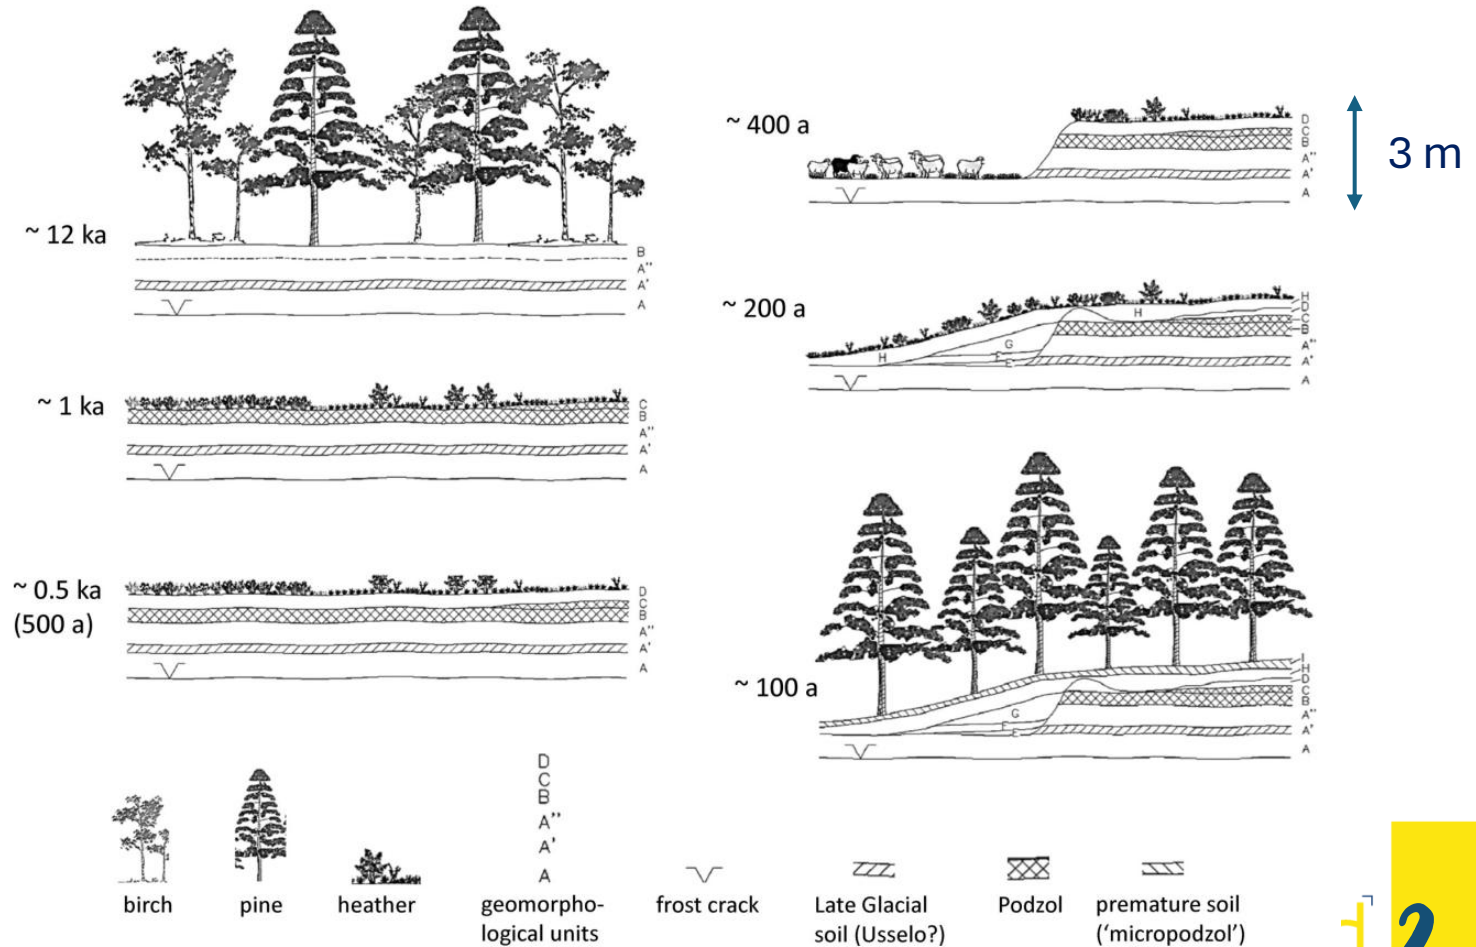 ~ 12 ka
B
A''
A'
A
~ 1 ka
C
B
A''
A'
A
~ 0.5 ka
(500 a)
D
C
B
A''
A'
A
~ 400 a
D
C
B
A''
A'
A
3 m
~ 200 a
H
D
C
B
A''
A'
A
H
G
F
E
H
~ 100 a
I
H
D
C
B
A''
A'
A
G
F
E
D
C
B
A''
A'
A
birch
pine
heather
geomorpho-
logical units
frost crack
Late Glacial
soil (Usselo?)
Podzol
premature soil
('micropodzol')